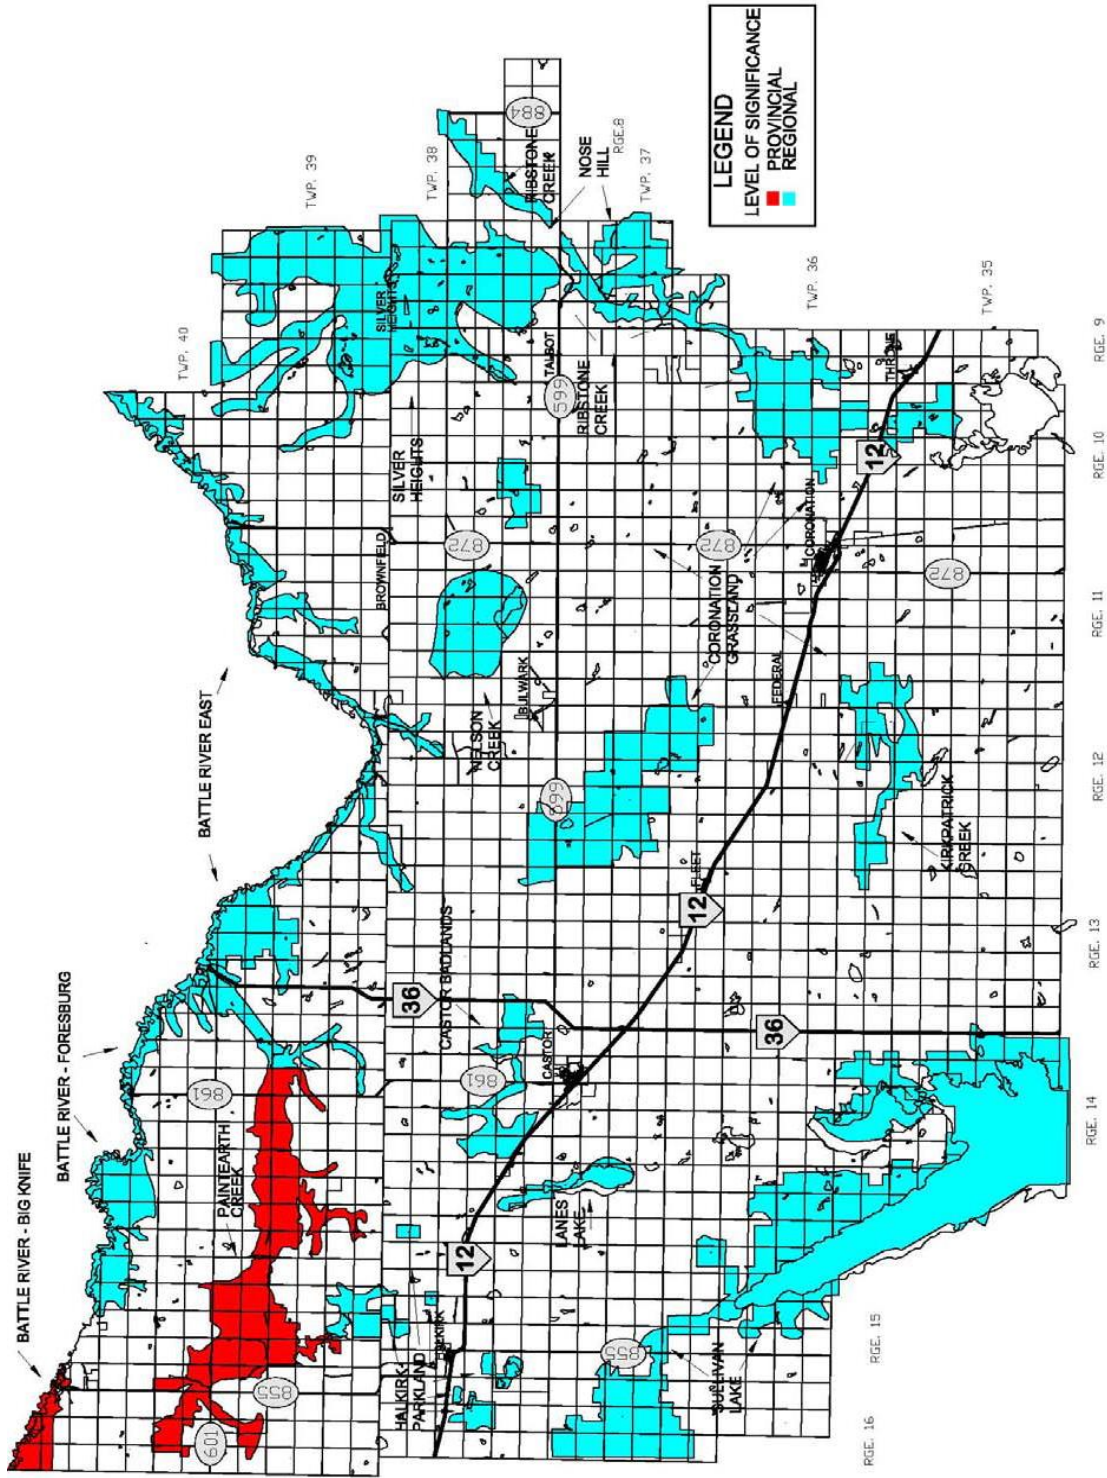 BATTLE RIVER - BIG KNIFE
BATTLE RIVER - FORESBURG
BATTLE RIVER EAST
TWP. 40
TWP. 39
TWP. 38
RGE.8
TWP. 37
TWP. 36
TWP. 35
LEGEND
LEVEL OF SIGNIFICANCE
PROVINCIAL
REGIONAL
601
855
PAINTEARTH
CREEK
861
36
BROWNFIELD
SILVER
HEIGHTS
884
RIBSTONE
CREEK
NOSE
HILL
HALKIRK
PARKLAND
HALKIRK
12
CASTOR BADLANDS
861
CASTOR
LANES
LAKE
NELSON
CREEK
BULWARK
872
SILVER
HEIGHTS
599
TALBOT
RIBSTONE
CREEK
855
SULLIVAN
LAKE
36
12
FLEET
CORONATION
GRASSLAND
872
FEDERAL
CORONATION
12
THRONE
KIRKPATRICK
CREEK
872
RGE. 16
RGE. 15
RGE. 14
RGE. 13
RGE. 12
RGE. 11
RGE. 10
RGE. 9